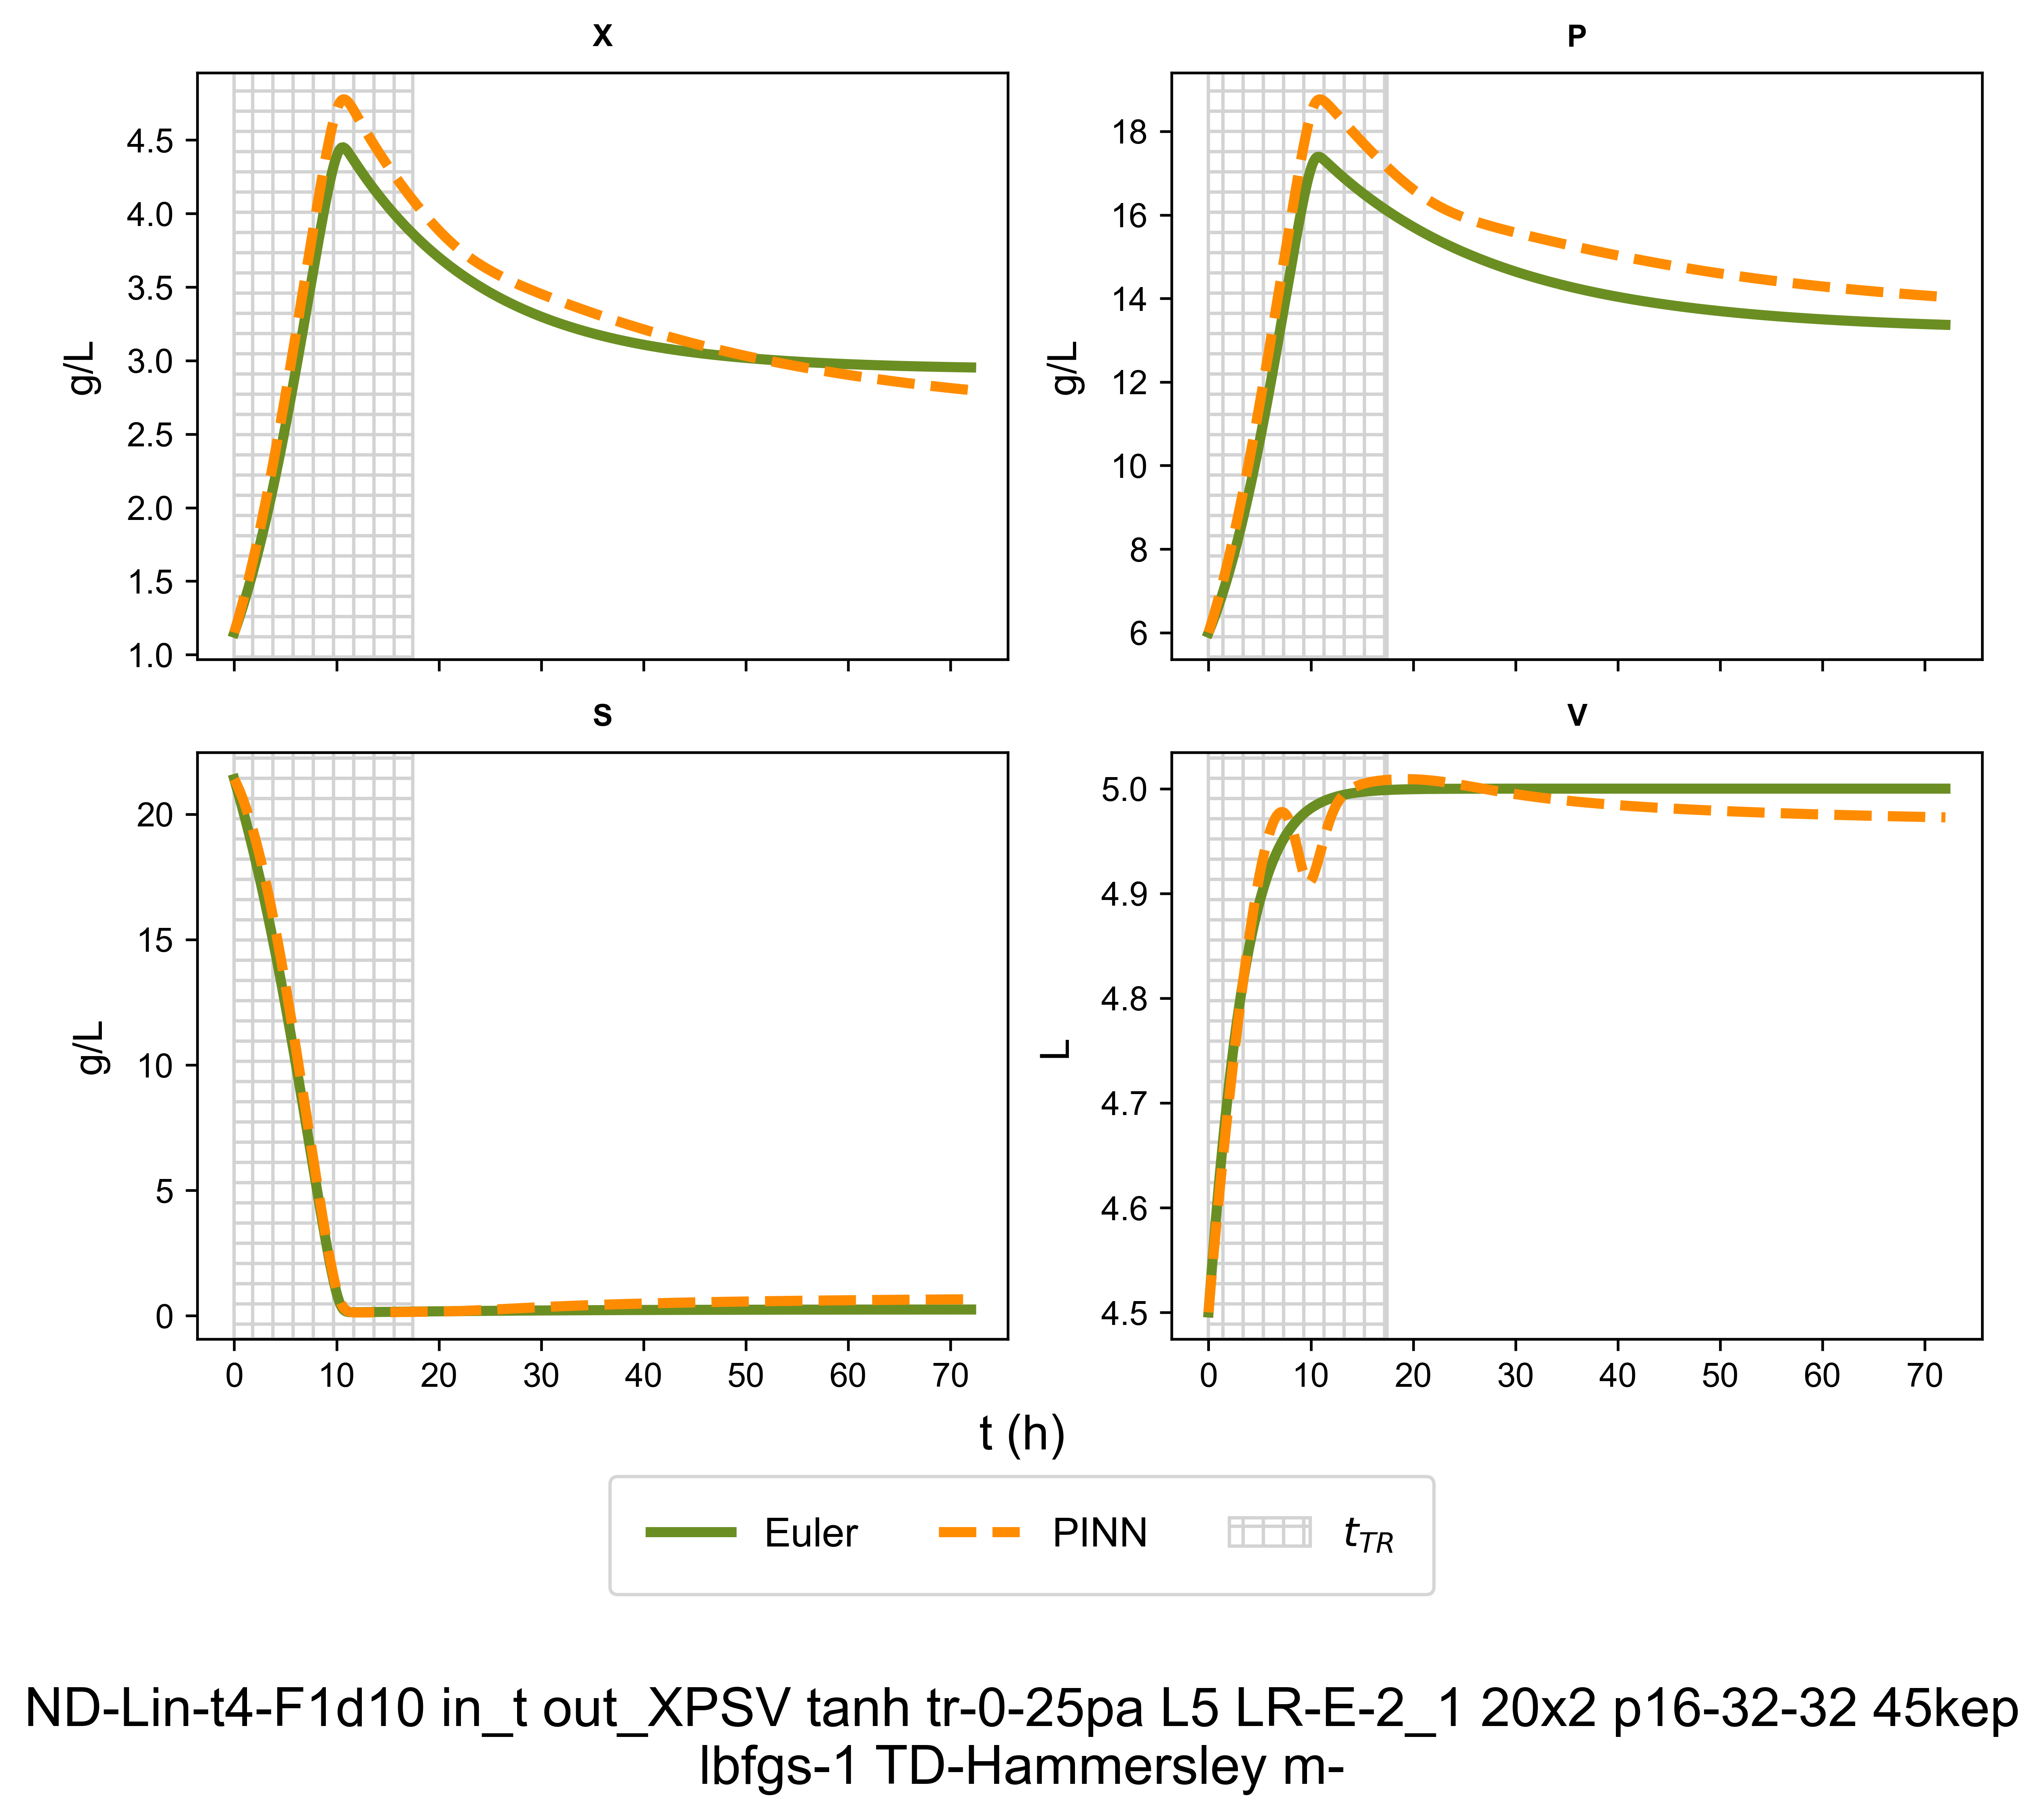 X
P
4.5
4.0
3.5
3.0
2.5
2.0
1.5
1.0
g/L
18
16
14
12
10
8
6
g/L
S
V
20
15
10
5
0
g/L
5.0
4.9
4.8
4.7
4.6
4.5
L
0 10 20 30 40 50 60 70
0 10 20 30 40 50 60 70
t (h)
Euler PINN t_TR
ND-Lin-t4-F1d10 in_t out_XPSV tanh tr-0-25pa L5 LR-E-2_1 20x2 p16-32-32 45kep
lbfgs-1 TD-Hammersley m-